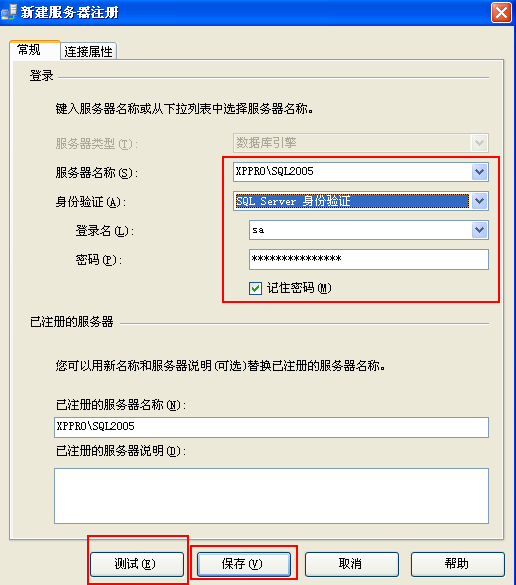 新建服务器注册
常规 连接属性
登录
键入服务器名称或从下拉列表中选择服务器名称。
服务器类型(T): 数据库引擎
服务器名称(S): XPPRO\SQL2005
身份验证(A): SQL Server 身份验证
登录名(L): sa
密码(P): ***************
记住密码(M)
已注册的服务器
您可以用新名称和服务器说明(可选)替换已注册的服务器名称。
已注册的服务器名称(N):
XPPRO\SQL2005
已注册的服务器说明(D):
测试(E) 保存(V) 取消 帮助